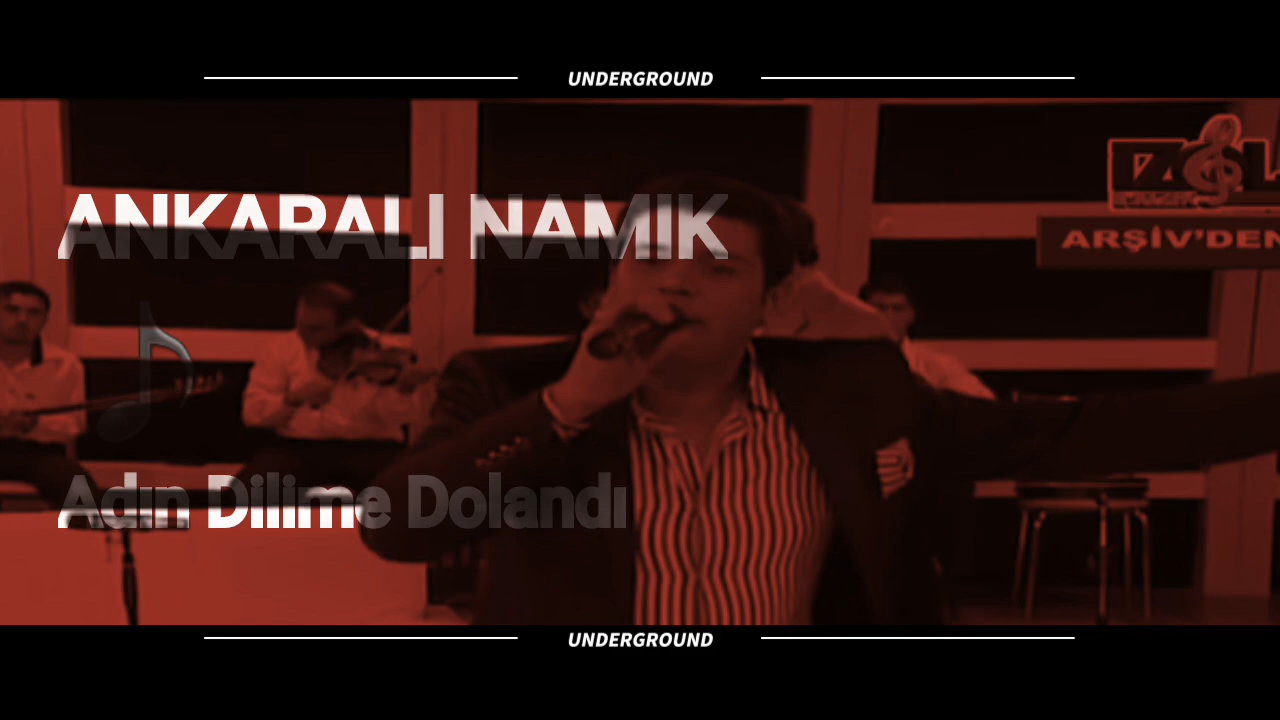 UNDERGROUND
ANKARALI NAMIK
ARŞİV'DEN
Adın Dilime Dolandı
UNDERGROUND